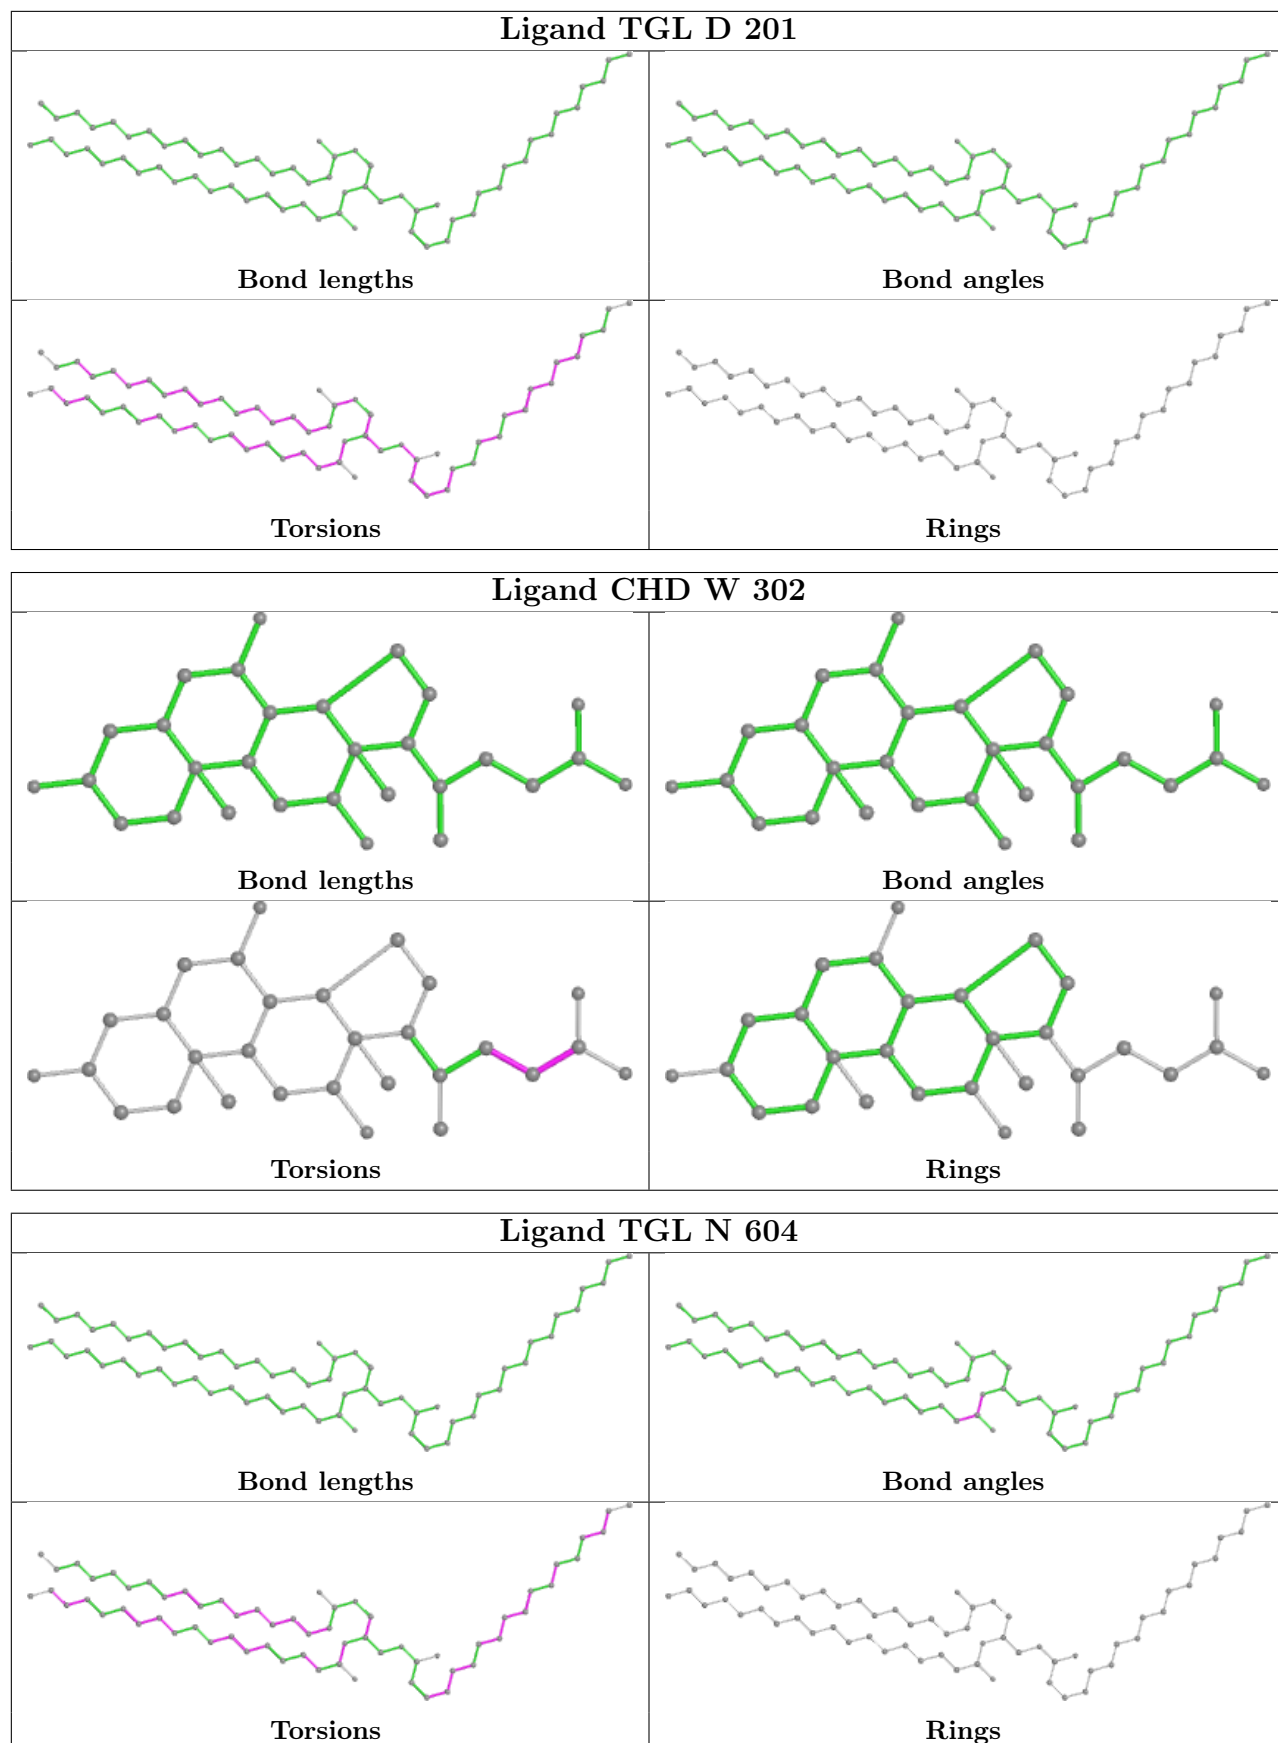 Ligand TGL D 201
Bond lengths
Bond angles
Torsions
Rings
Ligand CHD W 302
Bond lengths
Bond angles
Torsions
Rings
Ligand TGL N 604
Bond lengths
Bond angles
Torsions
Rings